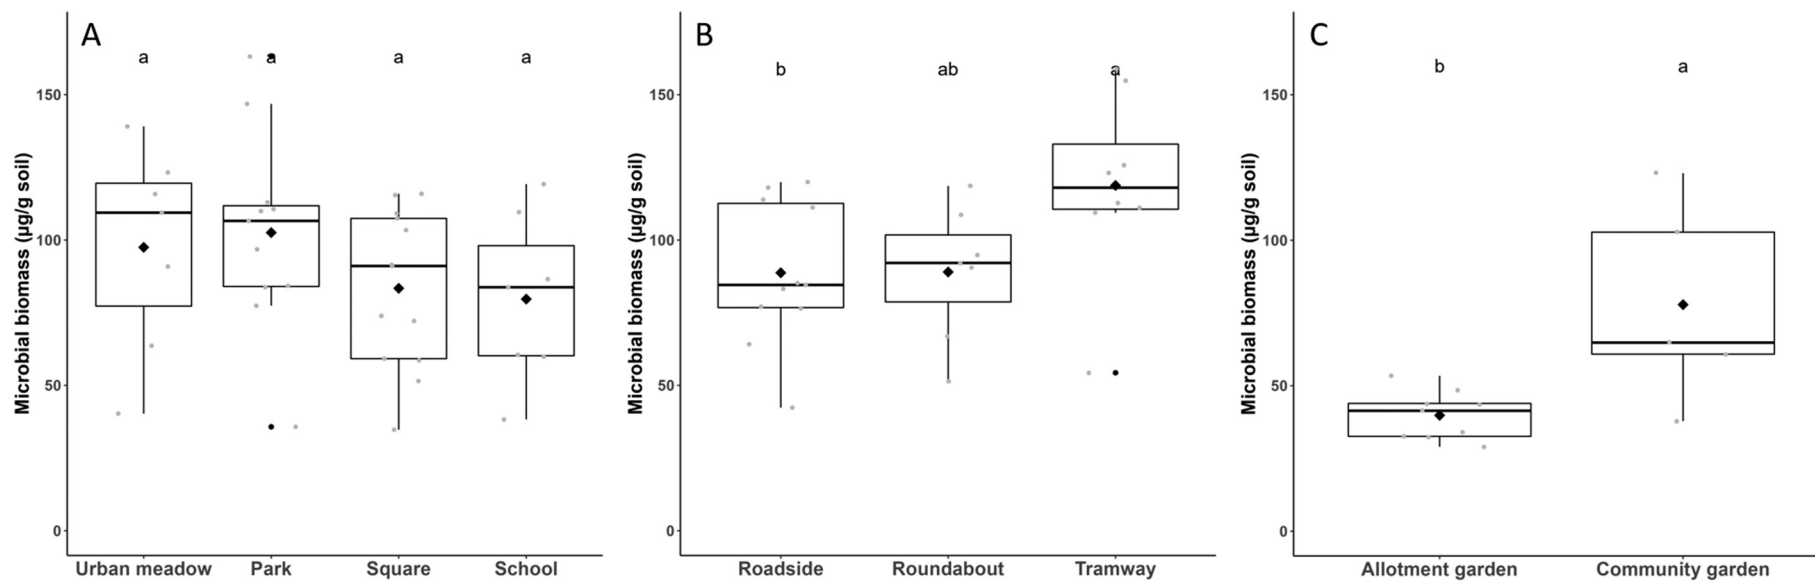 A
a a a a
150
100
50
0
Microbial biomass (µg/g soil)
Urban meadow Park Square School
B
b ab a
150
100
50
0
Microbial biomass (µg/g soil)
Roadside Roundabout Tramway
C
b a
150
100
50
0
Microbial biomass (µg/g soil)
Allotment garden Community garden